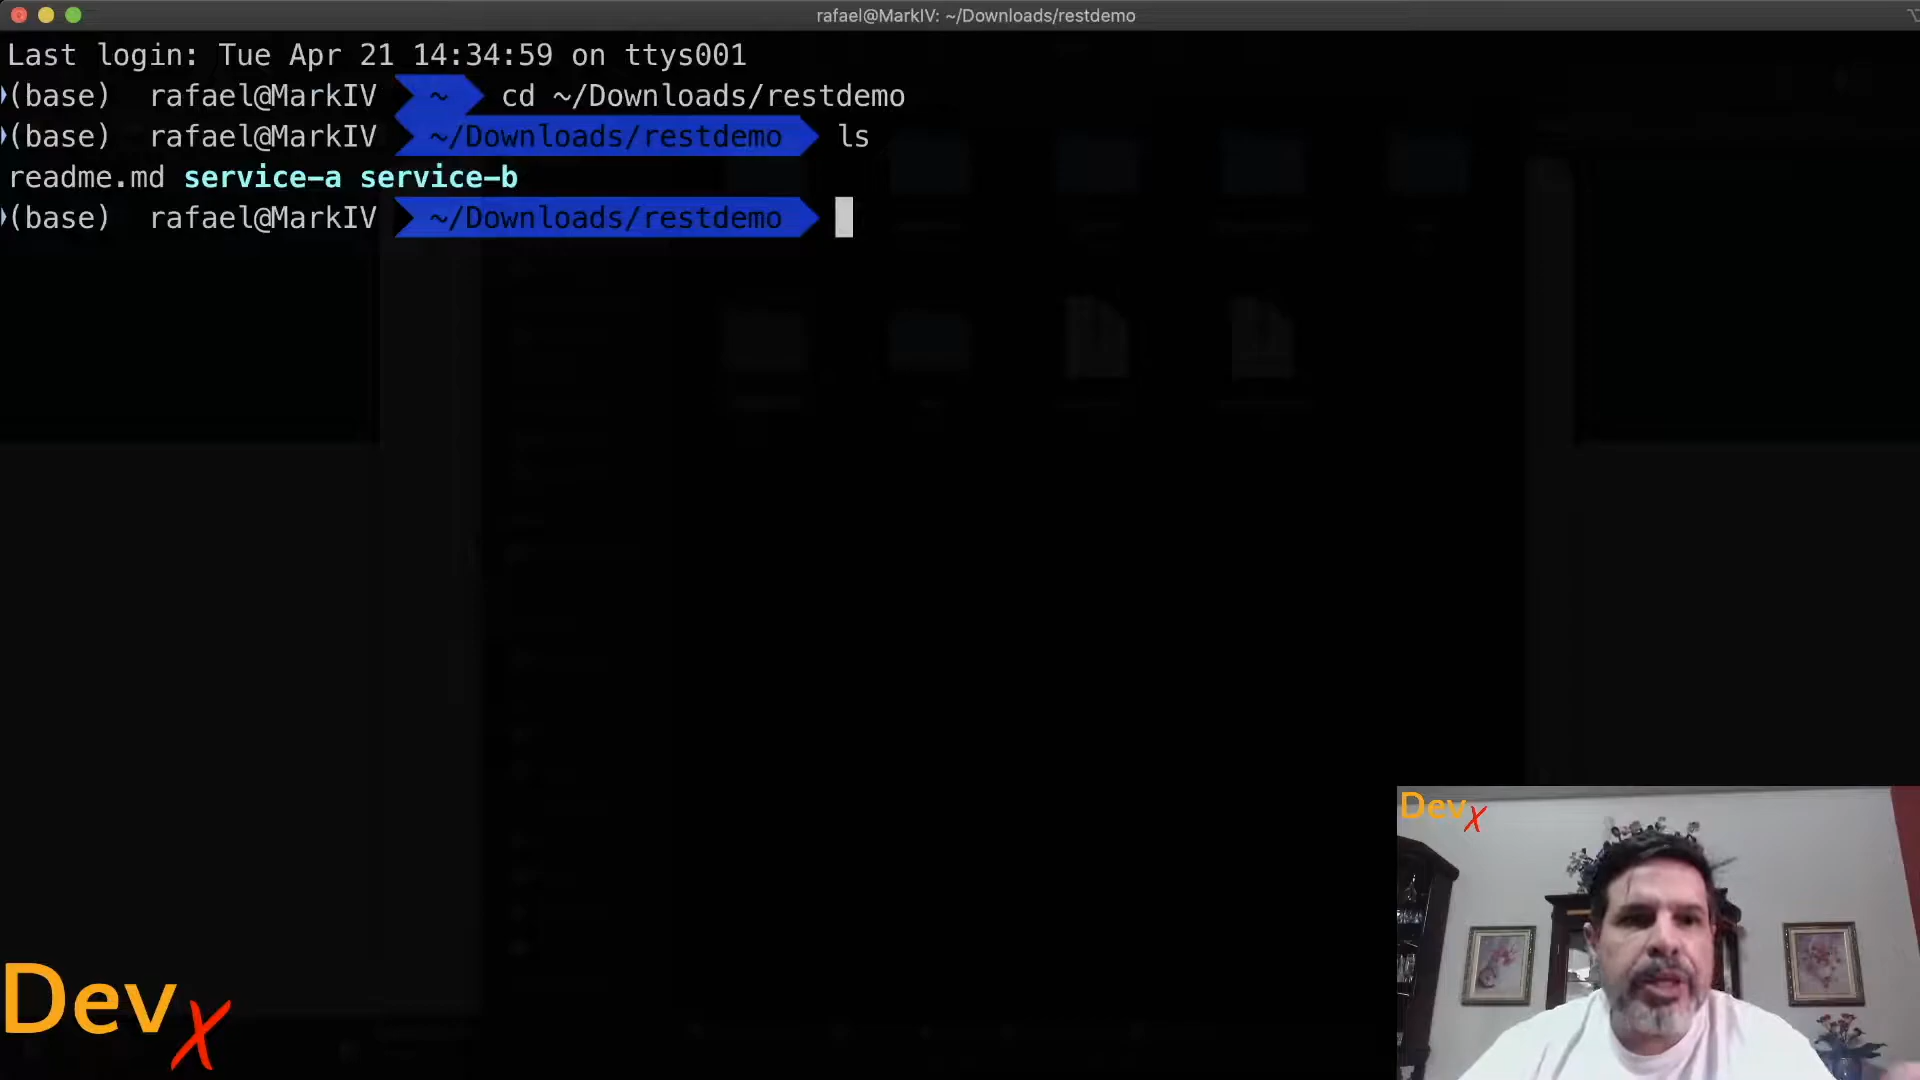 rafael@MarkIV: ~/Downloads/restdemo
Last login: Tue Apr 21 14:34:59 on ttys001
(base) rafael@MarkIV ~ cd ~/Downloads/restdemo
(base) rafael@MarkIV ~/Downloads/restdemo ls
readme.md service-a service-b
(base) rafael@MarkIV ~/Downloads/restdemo
DevX
DevX